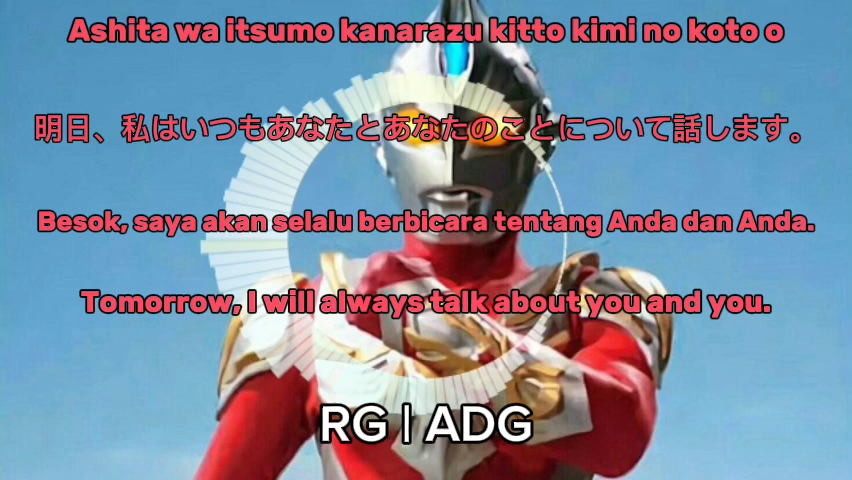 Ashita wa itsumo kanarazu kitto kimi no koto o
明日、私はいつもあなたとあなたのことについて話します。
Besok, saya akan selalu berbicara tentang Anda dan Anda.
Tomorrow, I will always talk about you and you.
RG | ADG